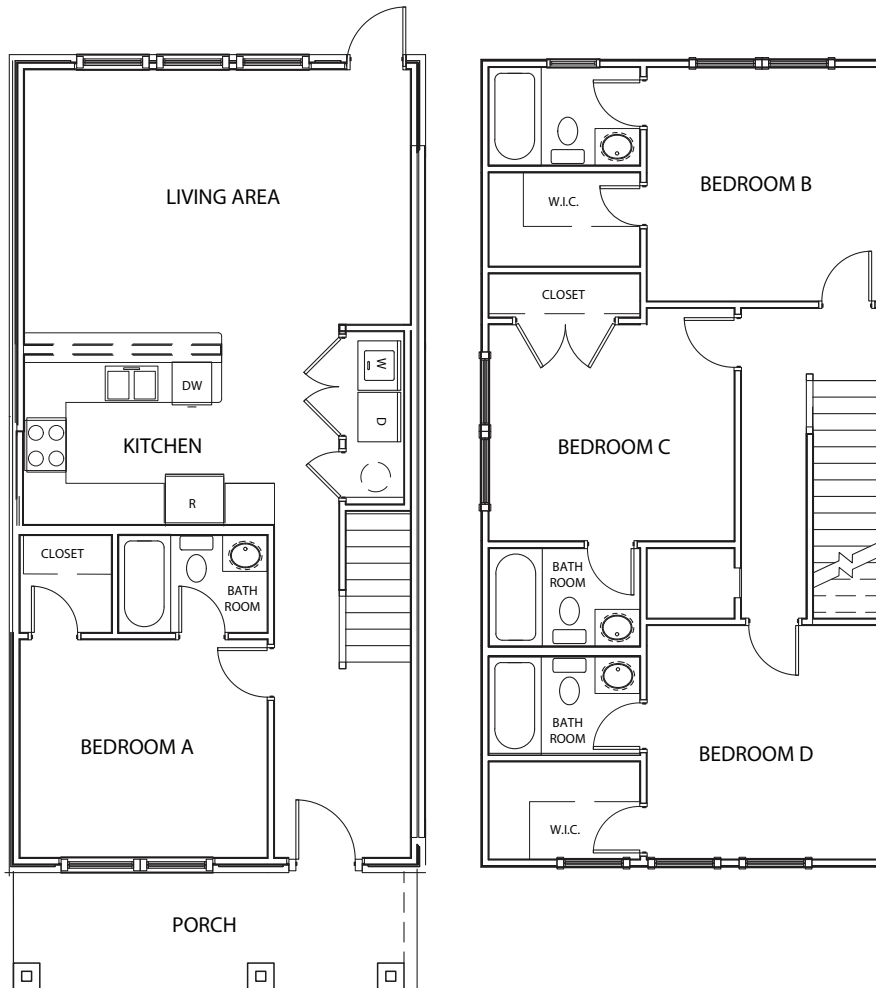 LIVING AREA
W
D
DW
KITCHEN
R
CLOSET
BATH
ROOM
BEDROOM A
PORCH
BEDROOM B
W.I.C.
CLOSET
BEDROOM C
BATH
ROOM
BATH
ROOM
BEDROOM D
W.I.C.